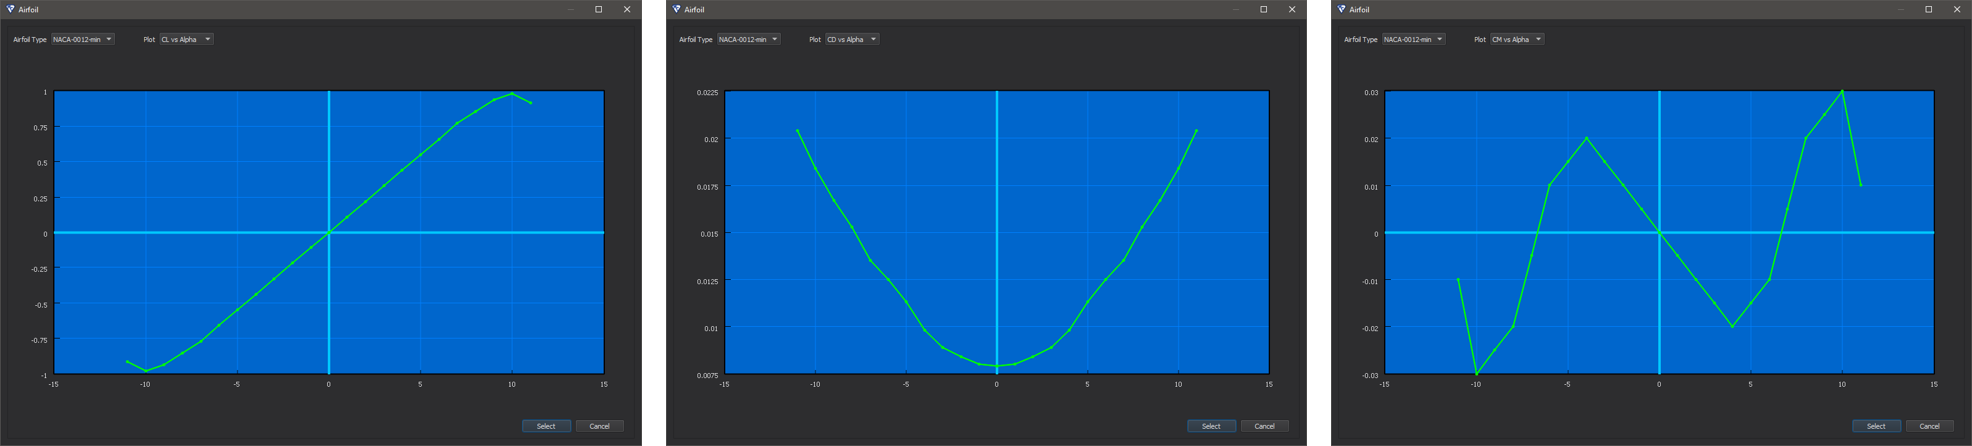 Airfoil
Airfoil Type NACA-0012-min Plot CL vs Alpha
1
0.75
0.5
0.25
0
-0.25
-0.5
-0.75
-1
-15 -10 -5 0 5 10 15
Select Cancel
Airfoil
Airfoil Type NACA-0012-min Plot CD vs Alpha
0.0225
0.02
0.0175
0.015
0.0125
0.01
0.0075
-15 -10 -5 0 5 10 15
Select Cancel
Airfoil
Airfoil Type NACA-0012-min Plot CM vs Alpha
0.03
0.02
0.01
0
-0.01
-0.02
-0.03
-15 -10 -5 0 5 10 15
Select Cancel